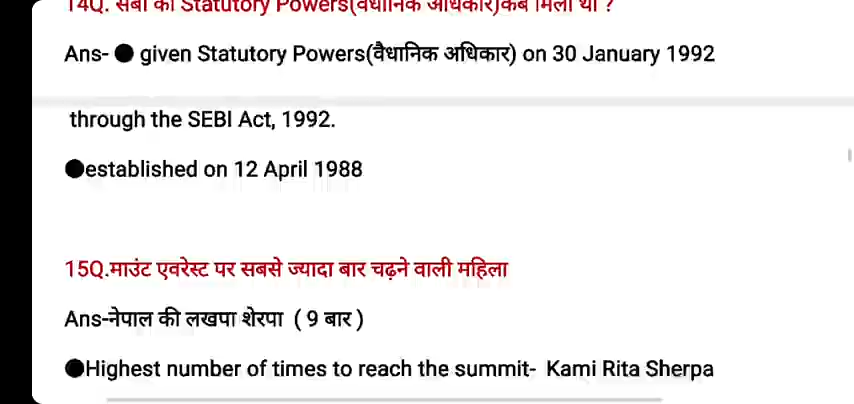 14Q. सेबी को Statutory Powers(वैधानिक अधिकार)कब मिला था ?
Ans- ● given Statutory Powers(वैधानिक अधिकार) on 30 January 1992
through the SEBI Act, 1992.
●established on 12 April 1988
15Q.माउंट एवरेस्ट पर सबसे ज्यादा बार चढ़ने वाली महिला
Ans-नेपाल की लखपा शेरपा ( 9 बार )
●Highest number of times to reach the summit- Kami Rita Sherpa